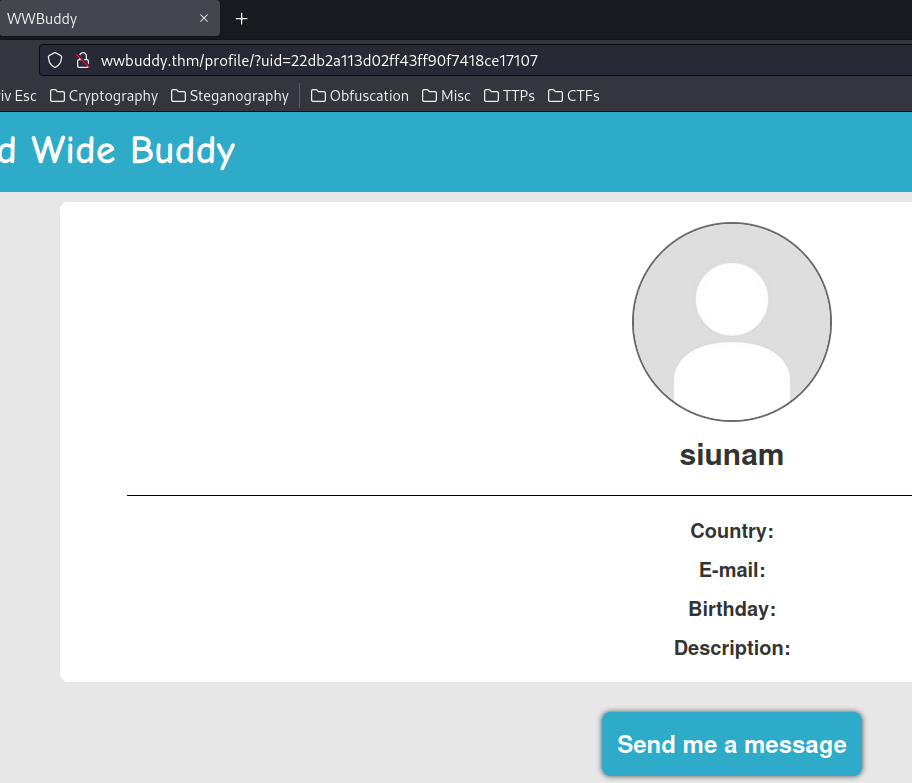 WWBuddy
wwbuddy.thm/profile/?uid=22db2a113d02ff43ff90f7418ce17107
iv Esc Cryptography Steganography Obfuscation Misc TTPs CTFs
d Wide Buddy
siunam
Country:
E-mail:
Birthday:
Description:
Send me a message